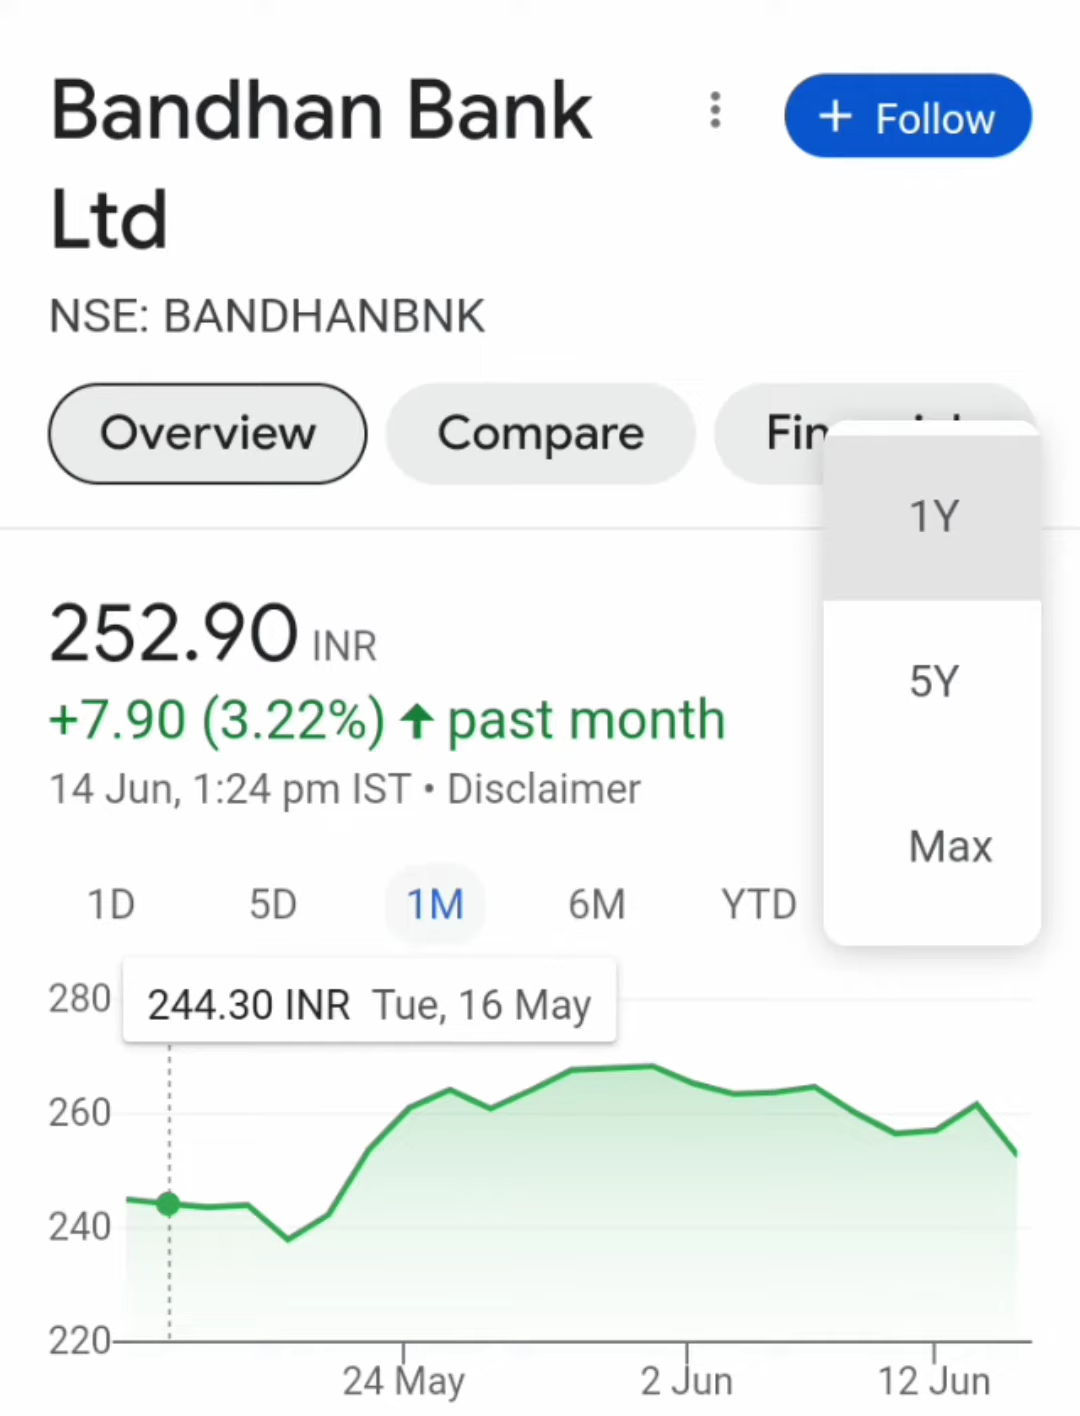 Bandhan Bank
Ltd
+ Follow
NSE: BANDHANBNK
Overview
Compare
1Y
5Y
Max
252.90 INR
+7.90 (3.22%) ↑ past month
14 Jun, 1:24 pm IST • Disclaimer
1D 5D 1M 6M YTD
244.30 INR Tue, 16 May
280
260
240
220
24 May 2 Jun 12 Jun